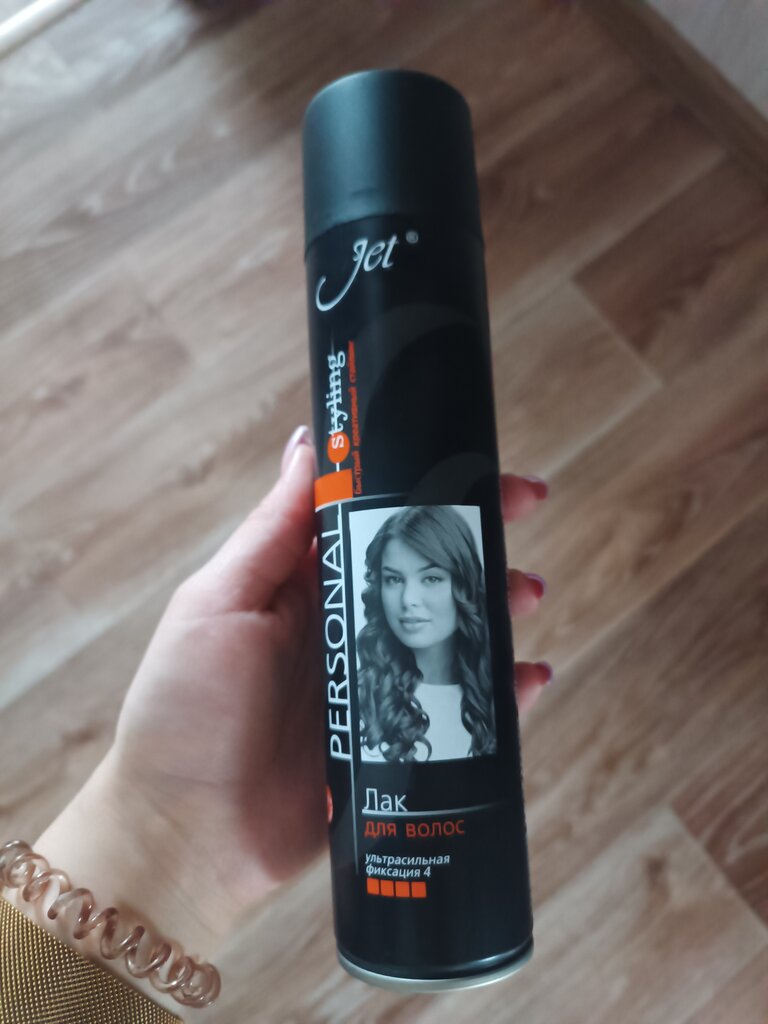 Jet®
styling
быстрый креативный стайлинг
PERSONAL
Лак
для волос
ультрасильная
фиксация 4